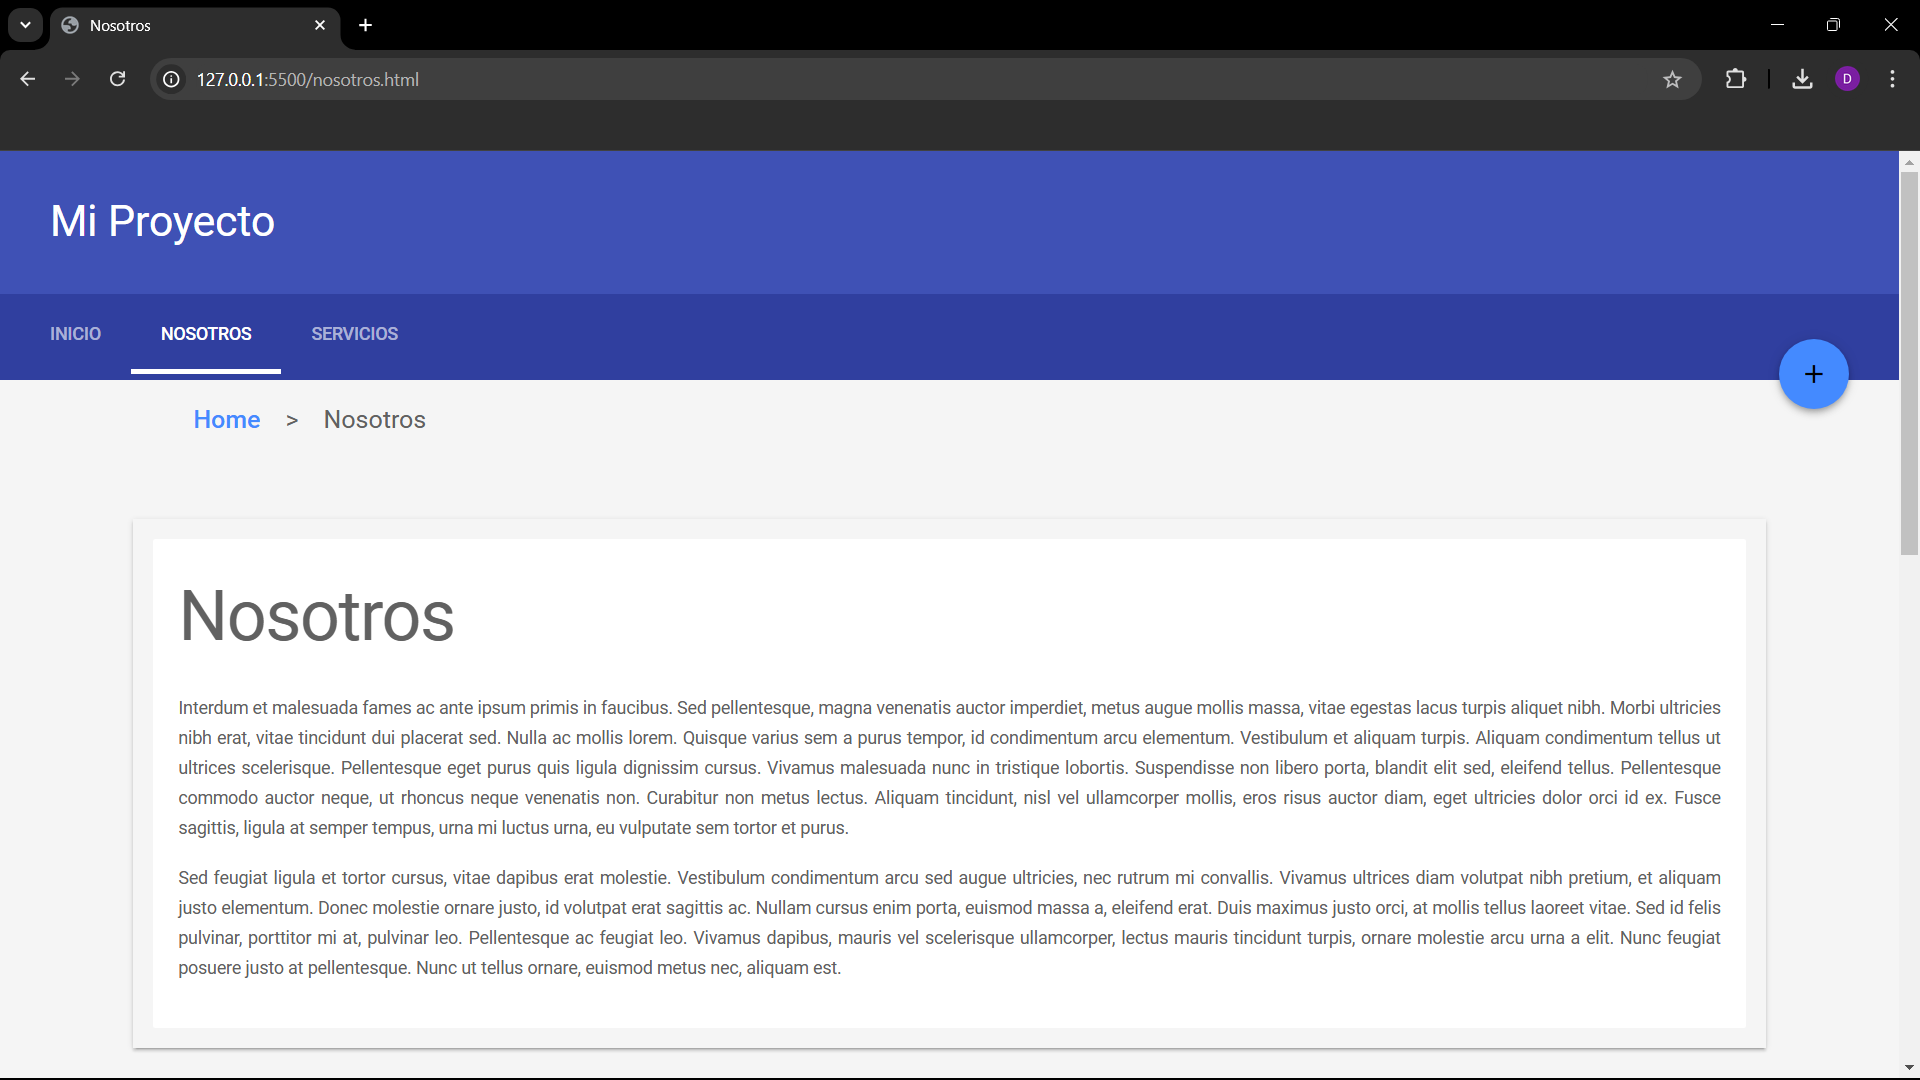 Nosotros
127.0.0.1:5500/nosotros.html
D
Mi Proyecto
INICIO NOSOTROS SERVICIOS
+
Home > Nosotros
Nosotros
Interdum et malesuada fames ac ante ipsum primis in faucibus. Sed pellentesque, magna venenatis auctor imperdiet, metus augue mollis massa, vitae egestas lacus turpis aliquet nibh. Morbi ultricies
nibh erat, vitae tincidunt dui placerat sed. Nulla ac mollis lorem. Quisque varius sem a purus tempor, id condimentum arcu elementum. Vestibulum et aliquam turpis. Aliquam condimentum tellus ut
ultrices scelerisque. Pellentesque eget purus quis ligula dignissim cursus. Vivamus malesuada nunc in tristique lobortis. Suspendisse non libero porta, blandit elit sed, eleifend tellus. Pellentesque
commodo auctor neque, ut rhoncus neque venenatis non. Curabitur non metus lectus. Aliquam tincidunt, nisl vel ullamcorper mollis, eros risus auctor diam, eget ultricies dolor orci id ex. Fusce
sagittis, ligula at semper tempus, urna mi luctus urna, eu vulputate sem tortor et purus.
Sed feugiat ligula et tortor cursus, vitae dapibus erat molestie. Vestibulum condimentum arcu sed augue ultricies, nec rutrum mi convallis. Vivamus ultrices diam volutpat nibh pretium, et aliquam
justo elementum. Donec molestie ornare justo, id volutpat erat sagittis ac. Nullam cursus enim porta, euismod massa a, eleifend erat. Duis maximus justo orci, at mollis tellus laoreet vitae. Sed id felis
pulvinar, porttitor mi at, pulvinar leo. Pellentesque ac feugiat leo. Vivamus dapibus, mauris vel scelerisque ullamcorper, lectus mauris tincidunt turpis, ornare molestie arcu urna a elit. Nunc feugiat
posuere justo at pellentesque. Nunc ut tellus ornare, euismod metus nec, aliquam est.